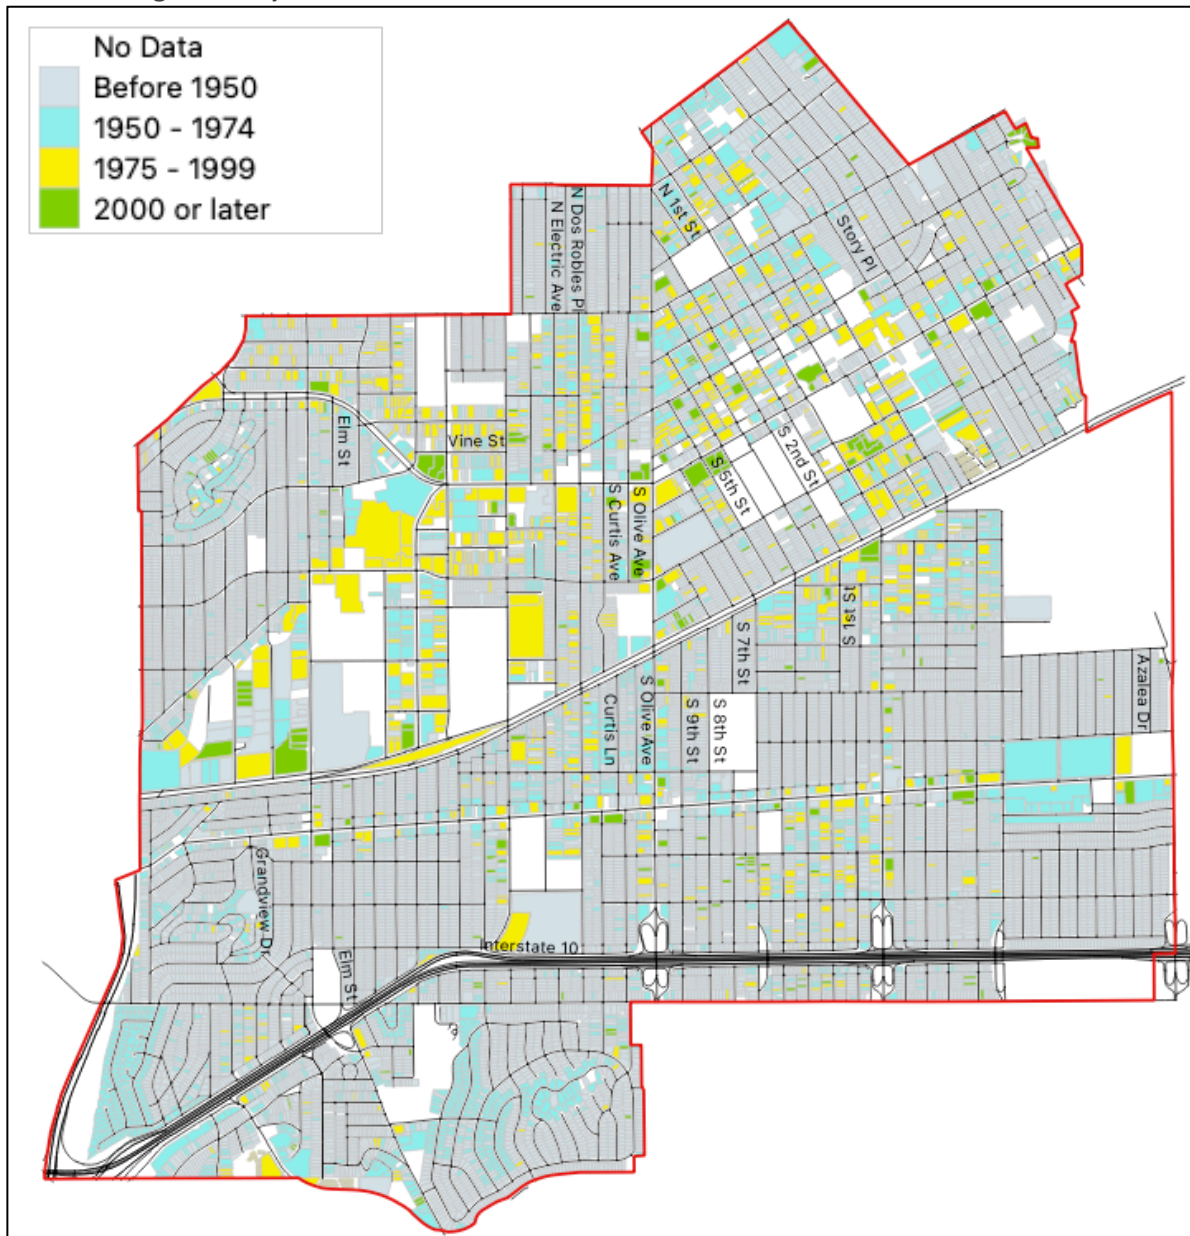 No Data
Before 1950
1950 - 1974
1975 - 1999
2000 or later
N Electric Ave
N Dos Robles Pl
N 1st St
Story Pl
Elm St
Vine St
S Curtis Ave
S Olive Ave
S 5th St
S 2nd St
S 1st St
S 7th St
Curtis Ln
S Olive Ave
S 9th St
S 8th St
Azalea Dr
Grandview Dr
Interstate 10
Elm St